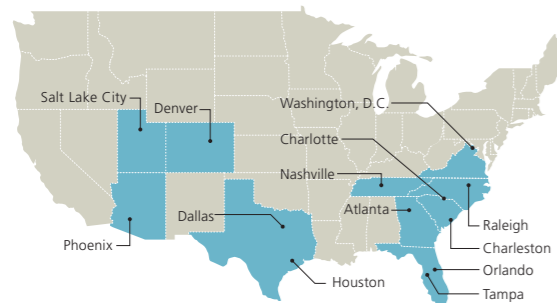 Salt Lake City
Denver
Washington, D.C.
Charlotte
Nashville
Atlanta
Dallas
Phoenix
Houston
Raleigh
Charleston
Orlando
Tampa